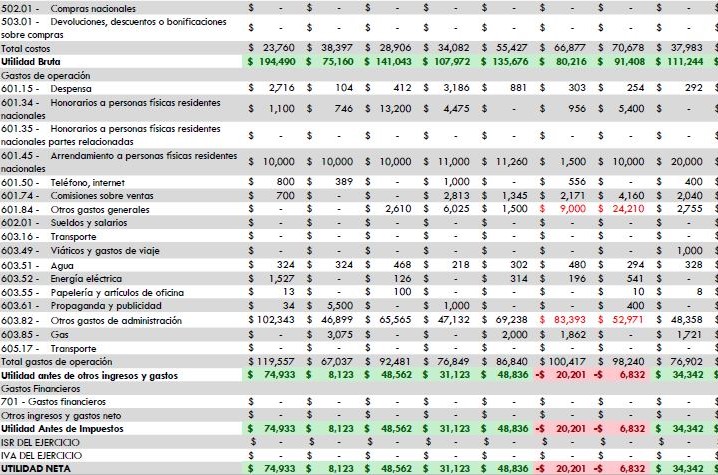 502.01 - Compras nacionales $ - $ - $ - $ - $ - $ - $ - $ - $
503.01 - Devoluciones, descuentos o bonificaciones
sobre compras $ - $ - $ - $ - $ - $ - $ - $ - $
Total costos $ 23,760 $ 38,397 $ 28,906 $ 34,082 $ 55,427 $ 66,877 $ 70,678 $ 37,983 $
Utilidad Bruta $ 194,490 $ 75,160 $ 141,043 $ 107,972 $ 135,676 $ 80,216 $ 91,408 $ 111,244 $
Gastos de operación
601.15 - Despensa $ 2,716 $ 104 $ 412 $ 3,186 $ 881 $ 303 $ 254 $ 292 $
601.34 - Honorarios a personas físicas residentes
nacionales $ 1,100 $ 746 $ 13,200 $ 4,475 $ - $ 956 $ 5,400 $ - $
601.35 - Honorarios a personas físicas residentes
nacionales partes relacionadas $ - $ - $ - $ - $ - $ - $ - $ - $
601.45 - Arrendamiento a personas físicas residentes
nacionales $ 10,000 $ 10,000 $ 10,000 $ 11,000 $ 11,260 $ 1,500 $ 10,000 $ 20,000 $
601.50 - Teléfono, internet $ 800 $ 389 $ - $ 1,000 $ - $ 556 $ - $ 400 $
601.74 - Comisiones sobre ventas $ 700 $ - $ - $ 2,813 $ 1,345 $ 2,171 $ 4,160 $ 2,040 $
601.84 - Otros gastos generales $ - $ - $ 2,610 $ 6,025 $ 1,500 $ 9,000 $ 24,210 $ 2,755 $
602.01 - Sueldos y salarios $ - $ - $ - $ - $ - $ - $ - $ - $
603.16 - Transporte $ - $ - $ - $ - $ - $ - $ - $ - $
603.49 - Viáticos y gastos de viaje $ - $ - $ - $ - $ - $ - $ - $ 1,000 $
603.51 - Agua $ 324 $ 324 $ 468 $ 218 $ 302 $ 480 $ 294 $ 328 $
603.52 - Energía eléctrica $ 1,527 $ - $ 126 $ - $ 314 $ 196 $ 541 $ - $
603.55 - Papelería y artículos de oficina $ 13 $ - $ 100 $ - $ - $ - $ 10 $ 8 $
603.61 - Propaganda y publicidad $ 34 $ 5,500 $ - $ 1,000 $ - $ - $ 400 $ - $
603.82 - Otros gastos de administración $ 102,343 $ 46,899 $ 65,565 $ 47,132 $ 69,238 $ 83,393 $ 52,971 $ 48,358 $
603.85 - Gas $ - $ 3,075 $ - $ - $ 2,000 $ 1,862 $ - $ 1,721 $
605.17 - Transporte $ - $ - $ - $ - $ - $ - $ - $ - $
Total gastos de operación $ 119,557 $ 67,037 $ 92,481 $ 76,849 $ 86,840 $ 100,417 $ 98,240 $ 76,902 $
Utilidad antes de otros ingresos y gastos $ 74,933 $ 8,123 $ 48,562 $ 31,123 $ 48,836 -$ 20,201 -$ 6,832 $ 34,342 $
Gastos Financieros
701 - Gastos financieros $ - $ - $ - $ - $ - $ - $ - $ - $
Otros ingresos y gastos neto $ - $ - $ - $ - $ - $ - $ - $ - $
Utilidad Antes de Impuestos $ 74,933 $ 8,123 $ 48,562 $ 31,123 $ 48,836 -$ 20,201 -$ 6,832 $ 34,342 $
ISR DEL EJERCICIO $ - $ - $ - $ - $ - $ - $ - $ - $
IVA DEL EJERCICIO $ - $ - $ - $ - $ - $ - $ - $ - $
UTILIDAD NETA $ 74,933 $ 8,123 $ 48,562 $ 31,123 $ 48,836 -$ 20,201 -$ 6,832 $ 34,342 $